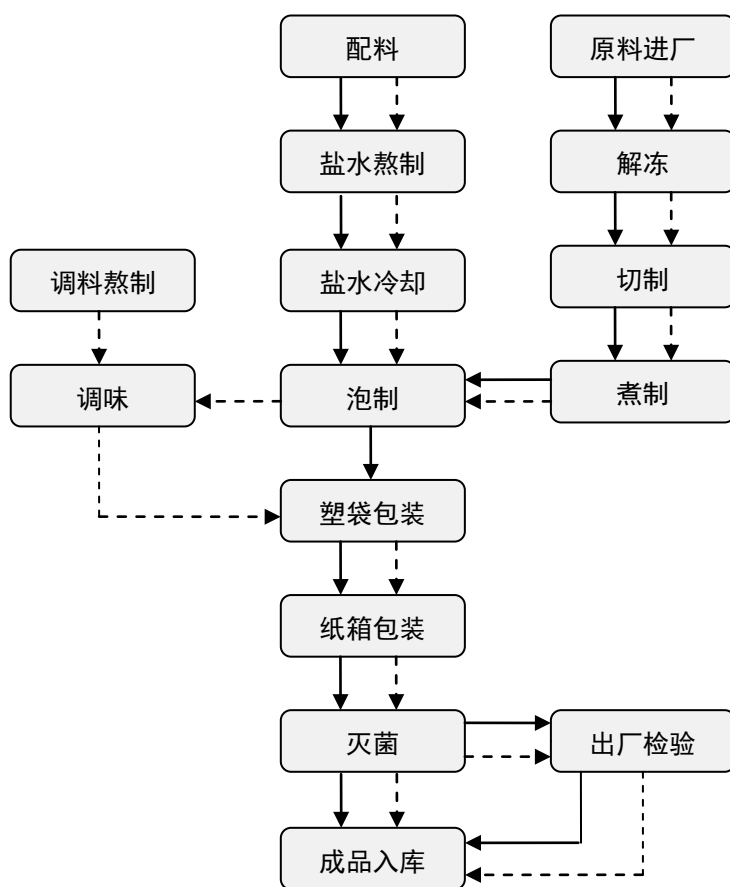 配料
原料进厂
盐水熬制
解冻
调料熬制
盐水冷却
切制
调味
泡制
煮制
塑袋包装
纸箱包装
灭菌
出厂检验
成品入库